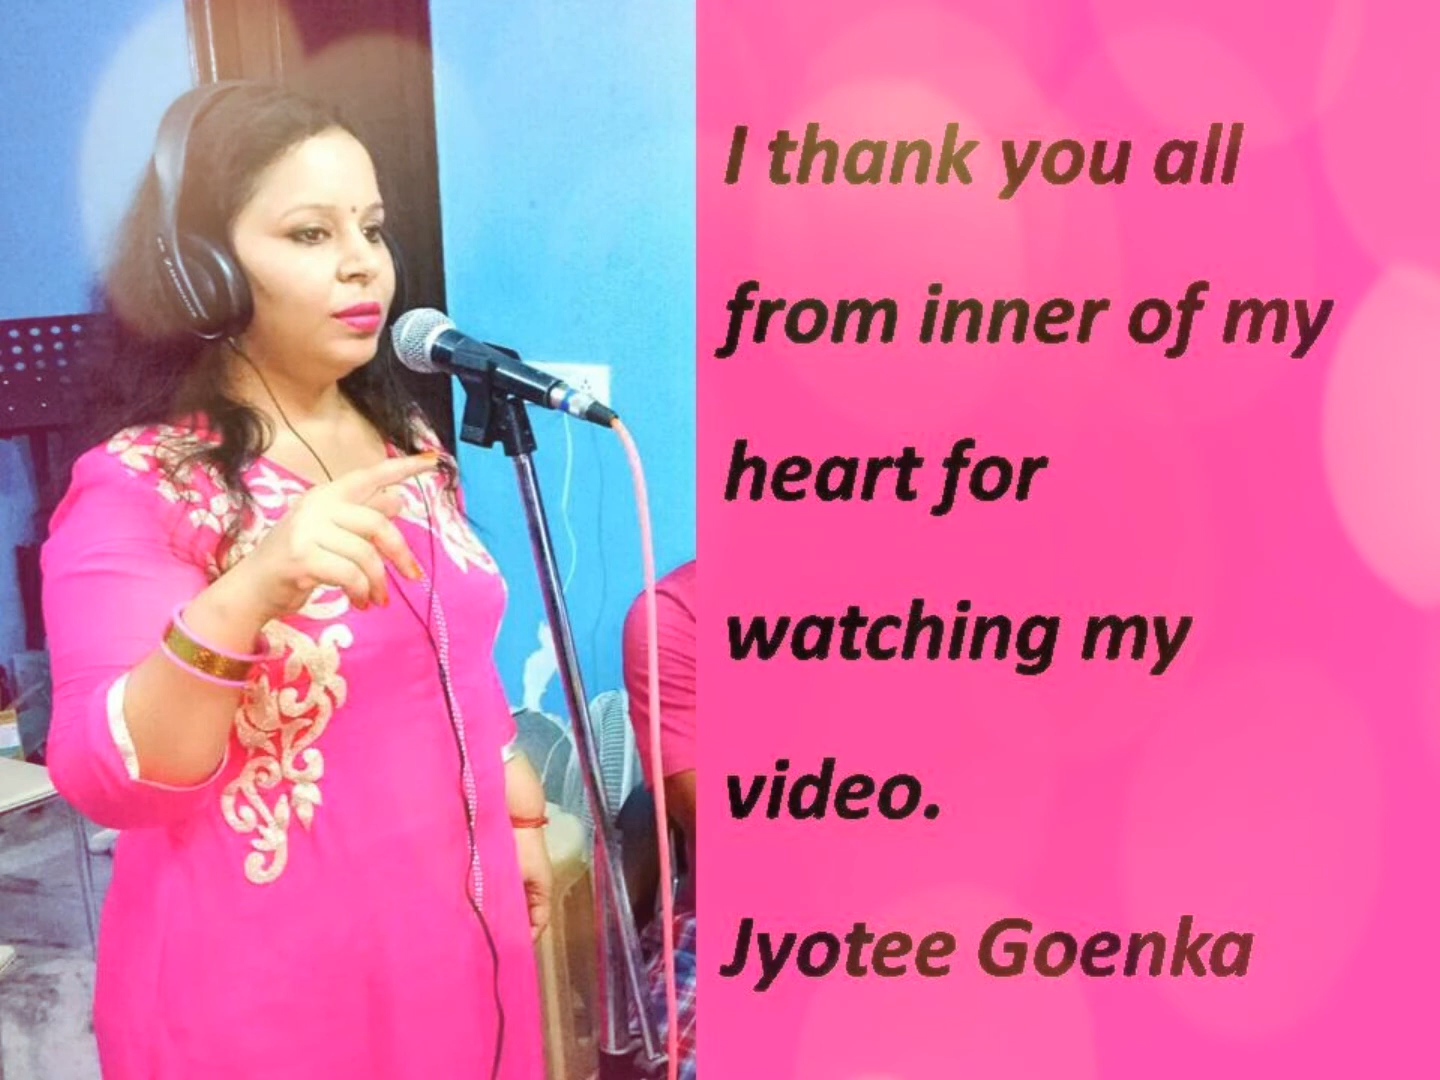 I thank you all
from inner of my
heart for
watching my
video.
Jyotee Goenka